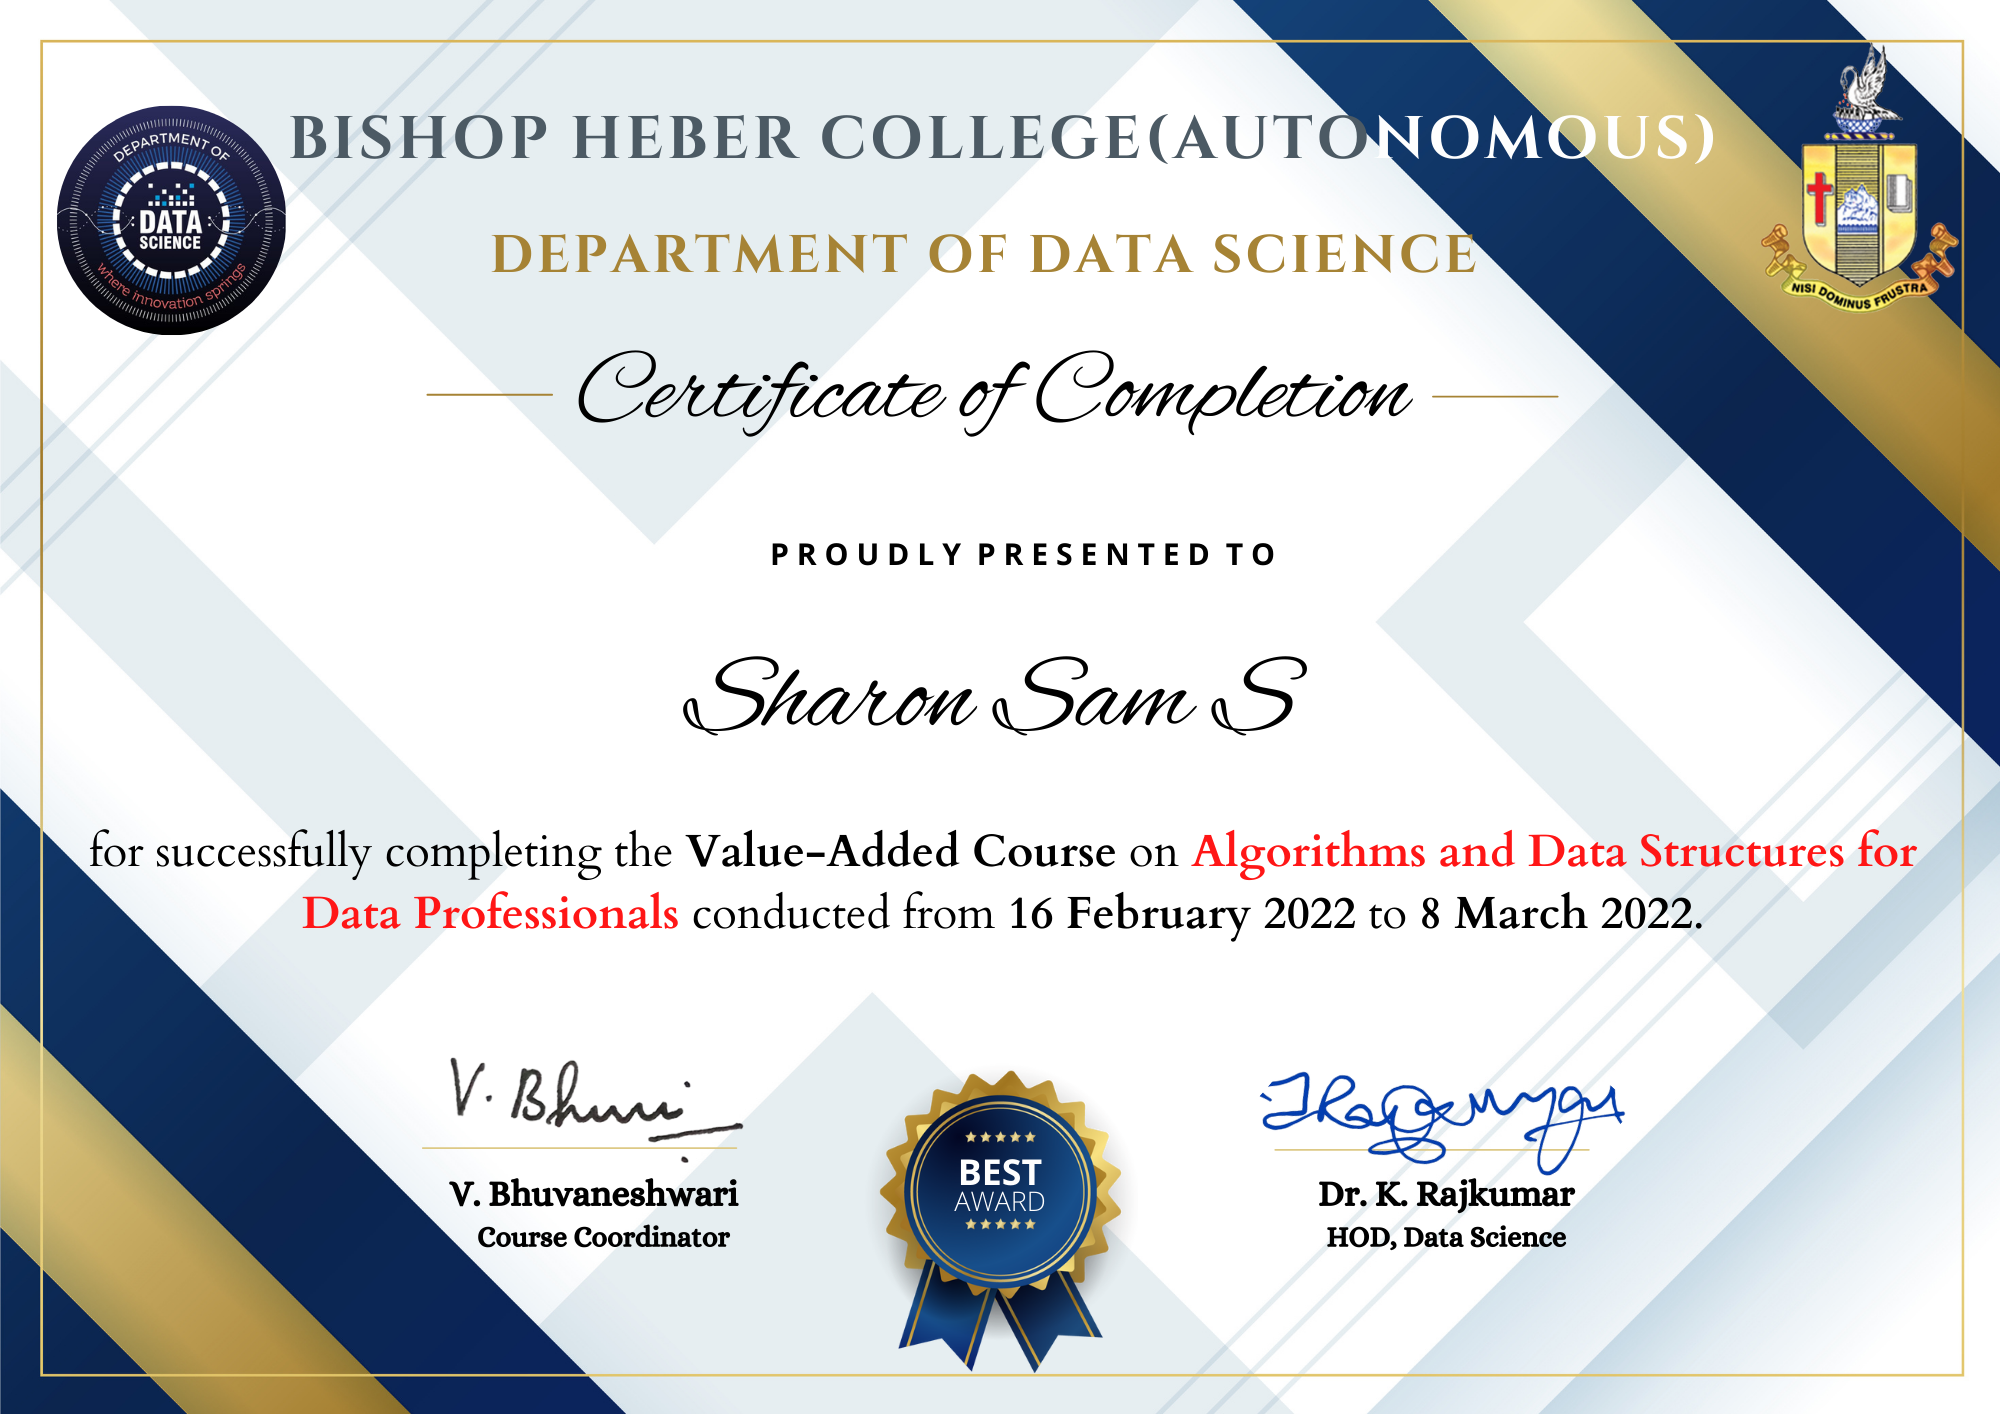 BISHOP HEBER COLLEGE(AUTONOMOUS)
DEPARTMENT OF
DATA
SCIENCE
where innovation springs
NISI DOMINUS FRUSTRA
DEPARTMENT OF DATA SCIENCE
Certificate of Completion
PROUDLY PRESENTED TO
Sharon Sam S
for successfully completing the Value-Added Course on Algorithms and Data Structures for
Data Professionals conducted from 16 February 2022 to 8 March 2022.
V. Bhuvi
V. Bhuvaneshwari
Course Coordinator
BEST
AWARD
Dr. K. Rajkumar
HOD, Data Science